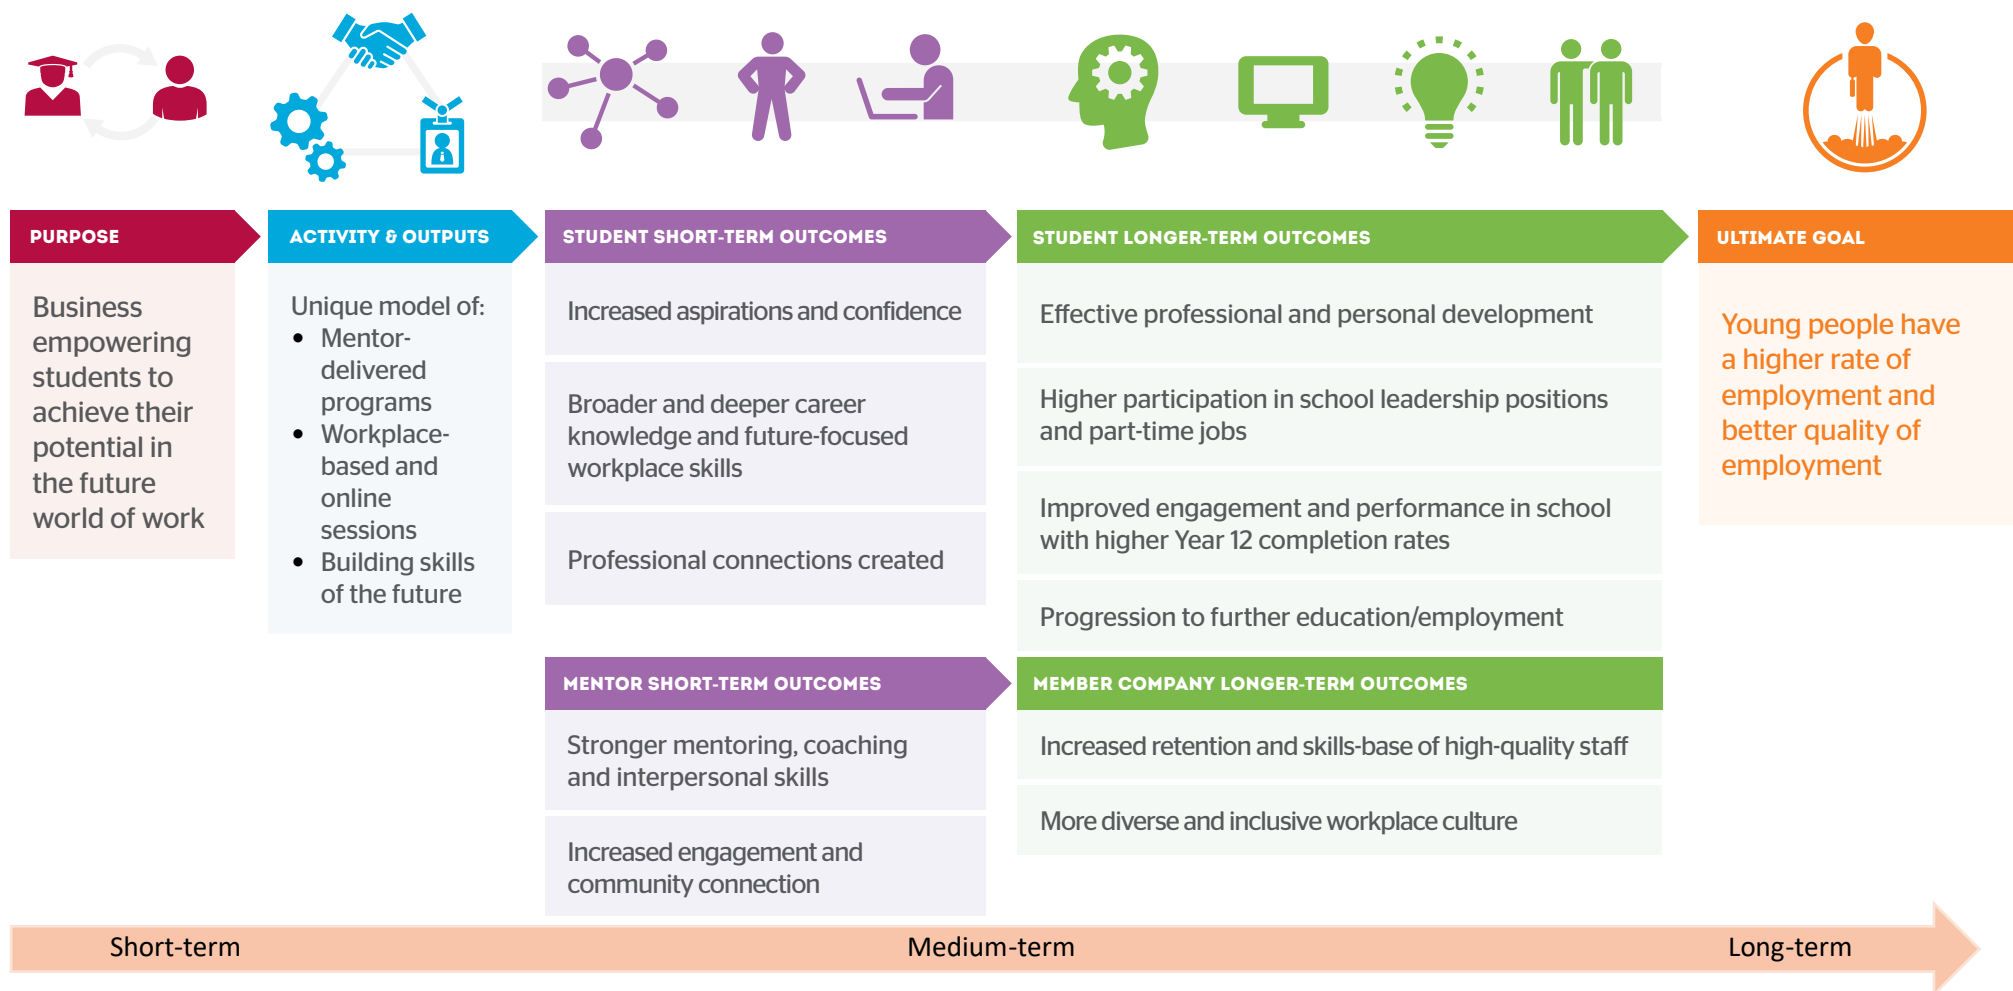 PURPOSE
Business
empowering
students to
achieve their
potential in
the future
world of work
ACTIVITY & OUTPUTS
Unique model of:
• Mentor-
delivered
programs
• Workplace-
based and
online
sessions
• Building skills
of the future
STUDENT SHORT-TERM OUTCOMES
Increased aspirations and confidence
Broader and deeper career
knowledge and future-focused
workplace skills
Professional connections created
MENTOR SHORT-TERM OUTCOMES
Stronger mentoring, coaching
and interpersonal skills
Increased engagement and
community connection
STUDENT LONGER-TERM OUTCOMES
Effective professional and personal development
Higher participation in school leadership positions
and part-time jobs
Improved engagement and performance in school
with higher Year 12 completion rates
Progression to further education/employment
MEMBER COMPANY LONGER-TERM OUTCOMES
Increased retention and skills-base of high-quality staff
More diverse and inclusive workplace culture
ULTIMATE GOAL
Young people have
a higher rate of
employment and
better quality of
employment
Short-term
Medium-term
Long-term